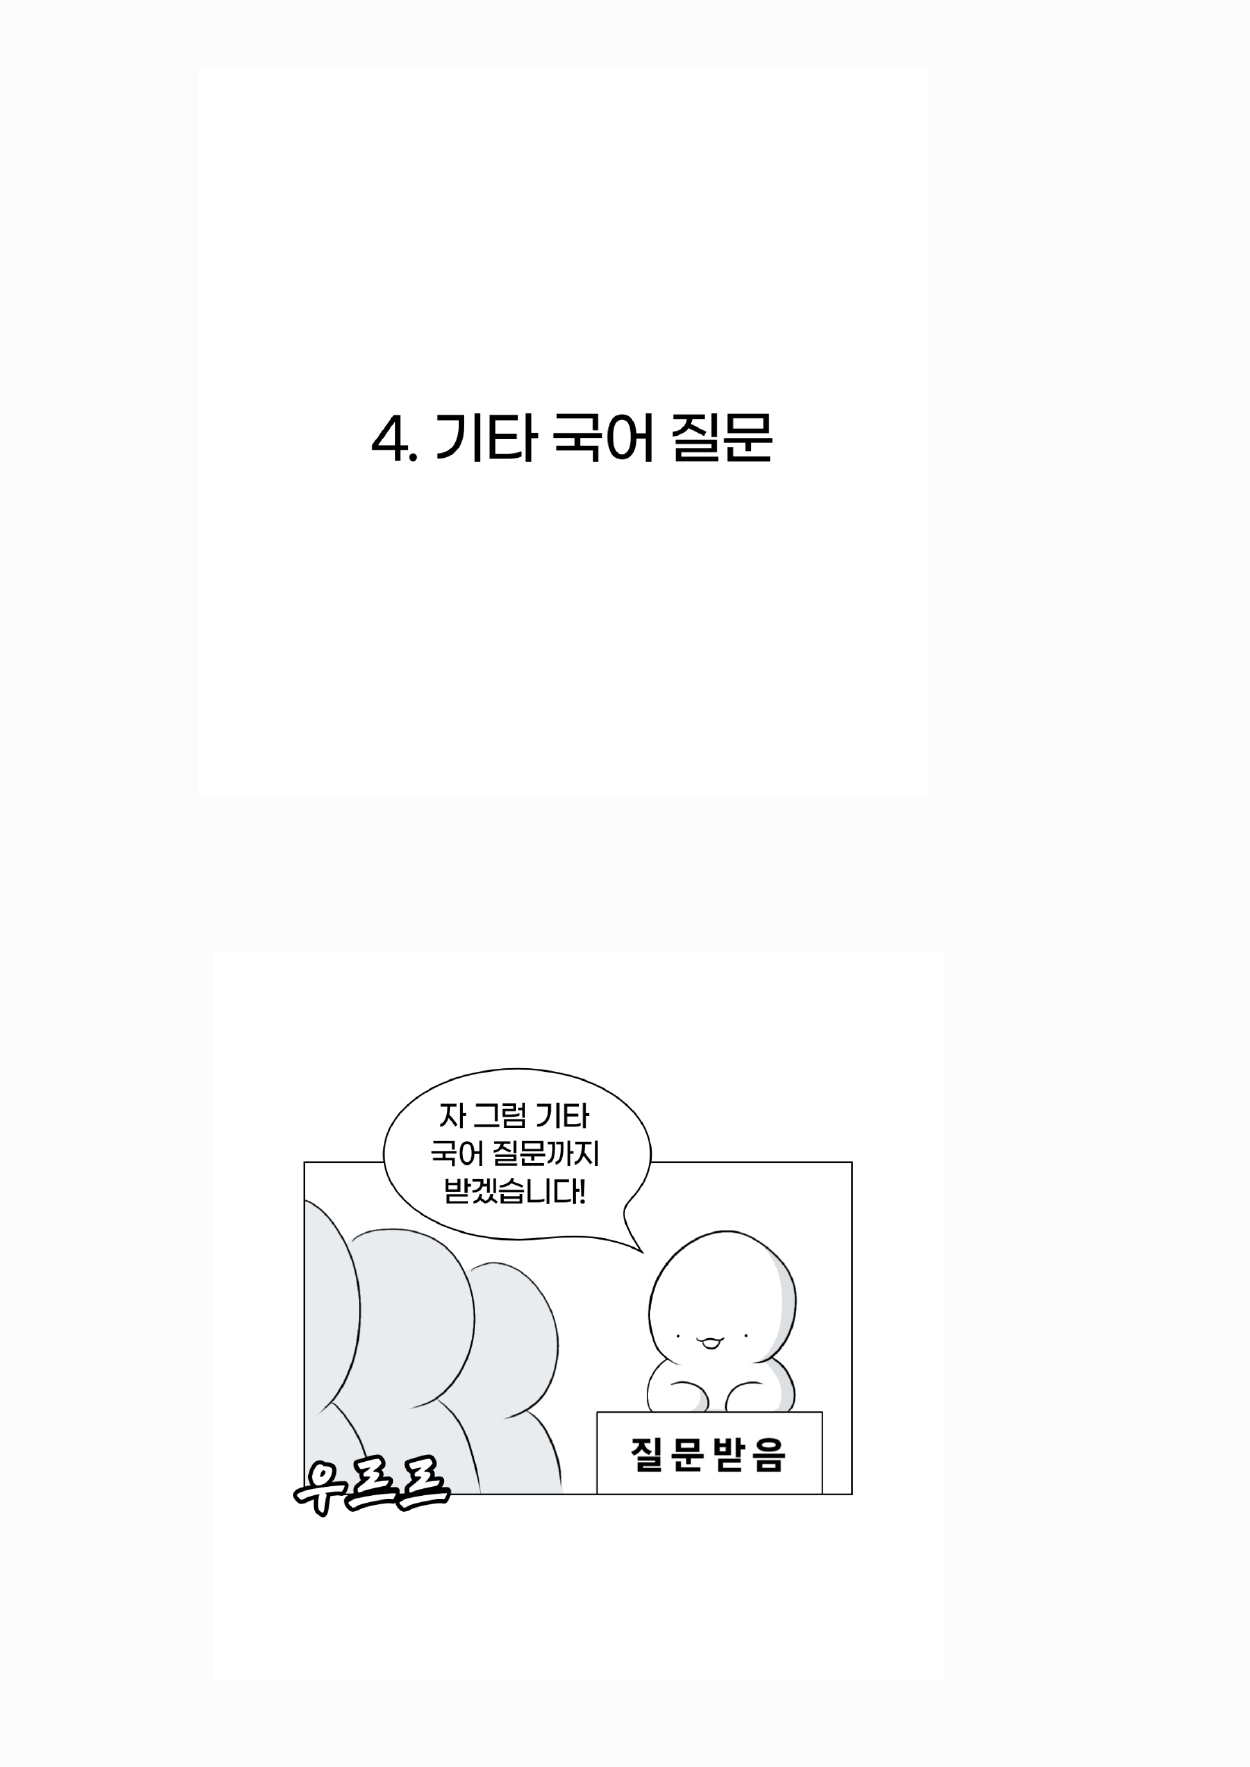 4. 기타 국어 질문
자 그럼 기타
국어 질문까지
받겠습니다!
질문받음
우르르